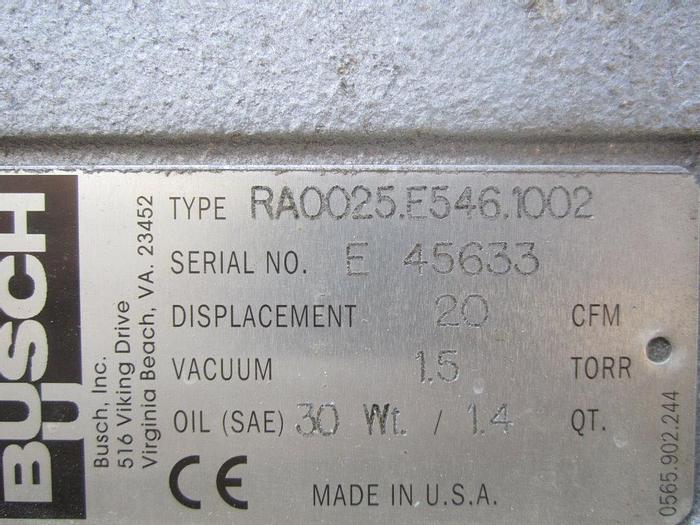 BUSCH
Busch, Inc.
516 Viking Drive
Virginia Beach, VA. 23452
TYPE RA0025.E546.1002
SERIAL NO. E 45633
DISPLACEMENT 20 CFM
VACUUM 1.5 TORR
OIL (SAE) 30 Wt. / 1.4 QT.
CE MADE IN U.S.A.
0565.902.244